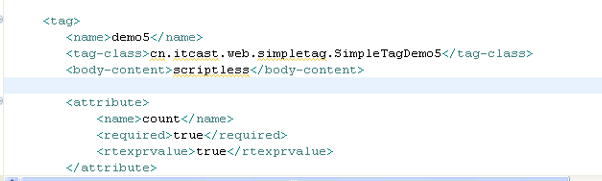 <tag>
<name>demo5</name>
<tag-class>cn.itcast.web.simpletag.SimpleTagDemo5</tag-class>
<body-content>scriptless</body-content>
<attribute>
<name>count</name>
<required>true</required>
<rtexprvalue>true</rtexprvalue>
</attribute>